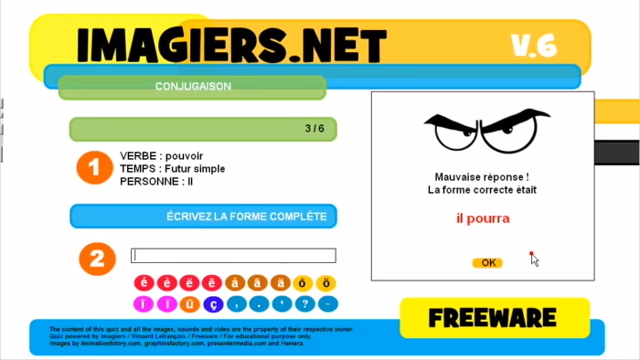 IMAGIERS.NET
V.6
CONJUGAISON
3 / 6
1
VERBE : pouvoir
TEMPS : Futur simple
PERSONNE : Il
ÉCRIVEZ LA FORME COMPLÈTE
2
é è ê ë à â ä ô ö
î ï û ç , . ' ? -
Mauvaise réponse !
La forme correcte était
il pourra
OK
FREEWARE
The content of this quiz and all the images, sounds and video are the property of their respective owner.
Quiz powered by Imagiers / Vincent Lefrançois / Freeware / For educational purpose only.
Images by Animationfctory.com, graphicsfactory.com, presentermedia.com and Hemera.